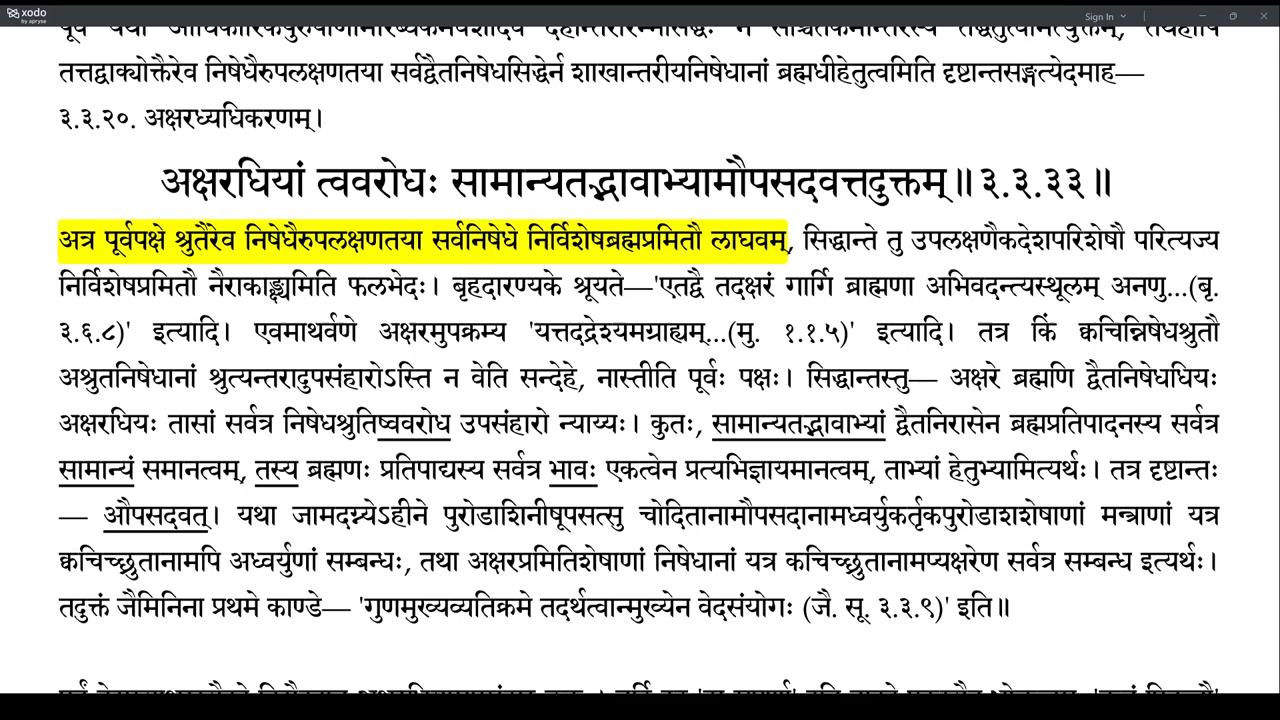 xodo
by apryse
Sign In
तत्तद्वाक्योक्तैरेव निषेधैरुपलक्षणतया सर्वद्वैतनिषेधसिद्धेर्न शाखान्तरीयनिषेधानां ब्रह्मधीहेतुत्वमिति दृष्टान्तसङ्गत्येदमाह—
३.३.२०. अक्षरध्यधिकरणम्।
अक्षरधियां त्ववरोधः सामान्यतद्भावाभ्यामौपसदवत्तदुक्तम्॥३.३.३३॥
अत्र पूर्वपक्षे श्रुतैरेव निषेधैरुपलक्षणतया सर्वनिषेधे निर्विशेषब्रह्मप्रमितौ लाघवम्, सिद्धान्ते तु उपलक्षणैकदेशपरिशेषौ परित्यज्य
निर्विशेषप्रमितौ नैराकाङ्क्ष्यमिति फलभेदः। बृहदारण्यके श्रूयते—'एतद्वै तदक्षरं गार्गि ब्राह्मणा अभिवदन्त्यस्थूलम् अनणु...(बृ.
३.६.८)' इत्यादि। एवमाथर्वणे अक्षरमुपक्रम्य 'यत्तदद्रेश्यमग्राह्यम्...(मु. १.१.५)' इत्यादि। तत्र किं क्वचिन्निषेधश्रुतौ
अश्रुतनिषेधानां श्रुत्यन्तरादुपसंहारोऽस्ति न वेति सन्देहे, नास्तीति पूर्वः पक्षः। सिद्धान्तस्तु— अक्षरे ब्रह्मणि द्वैतनिषेधधियः
अक्षरधियः तासां सर्वत्र निषेधश्रुतिष्ववरोध उपसंहारो न्याय्यः। कुतः, सामान्यतद्भावाभ्यां द्वैतनिरासेन ब्रह्मप्रतिपादनस्य सर्वत्र
सामान्यं समानत्वम्, तस्य ब्रह्मणः प्रतिपाद्यस्य सर्वत्र भावः एकत्वेन प्रत्यभिज्ञायमानत्वम्, ताभ्यां हेतुभ्यामित्यर्थः। तत्र दृष्टान्तः
— औपसदवत्। यथा जामदग्न्येऽहीने पुरोडाशिनीषूपसत्सु चोदितानामौपसदानामध्वर्युकर्तृकपुरोडाशशेषाणां मन्त्राणां यत्र
क्वचिच्छ्रुतानामपि अध्वर्युणां सम्बन्धः, तथा अक्षरप्रमितिशेषाणां निषेधानां यत्र कचिच्छ्रुतानामप्यक्षरेण सर्वत्र सम्बन्ध इत्यर्थः।
तदुक्तं जैमिनिना प्रथमे काण्डे— 'गुणमुख्यव्यतिक्रमे तदर्थत्वान्मुख्येन वेदसंयोगः (जै. सू. ३.३.९)' इति॥